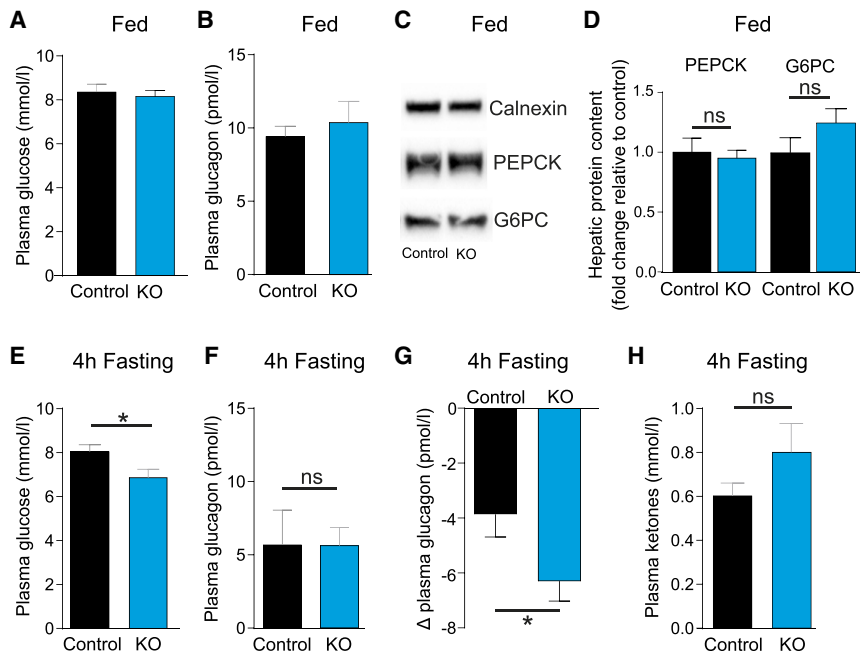 A
Fed
Plasma glucose (mmol/l)
10
8
6
4
2
0
Control KO
B
Fed
Plasma glucagon (pmol/l)
15
10
5
0
Control KO
C
Fed
Calnexin
PEPCK
G6PC
Control KO
D
Fed
Hepatic protein content
(fold change relative to control)
PEPCK G6PC
1.5
1.0
0.5
0.0
ns
ns
Control KO Control KO
E
4h Fasting
Plasma glucose (mmol/l)
10
8
6
4
2
0
*
Control KO
F
4h Fasting
Plasma glucagon (pmol/l)
15
10
5
0
ns
Control KO
G
4h Fasting
Control KO
Δ plasma glucagon (pmol/l)
0
-2
-4
-6
-8
*
H
4h Fasting
Plasma ketones (mmol/l)
1.0
0.8
0.6
0.4
0.2
0.0
ns
Control KO